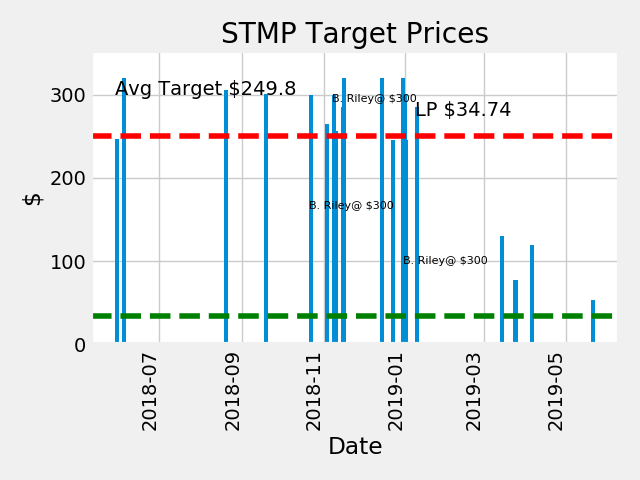 STMP Target Prices
Avg Target $249.8
B. Riley@ $300
LP $34.74
B. Riley@ $300
B. Riley@ $300
300
200
100
0
$
2018-07
2018-09
2018-11
2019-01
2019-03
2019-05
Date